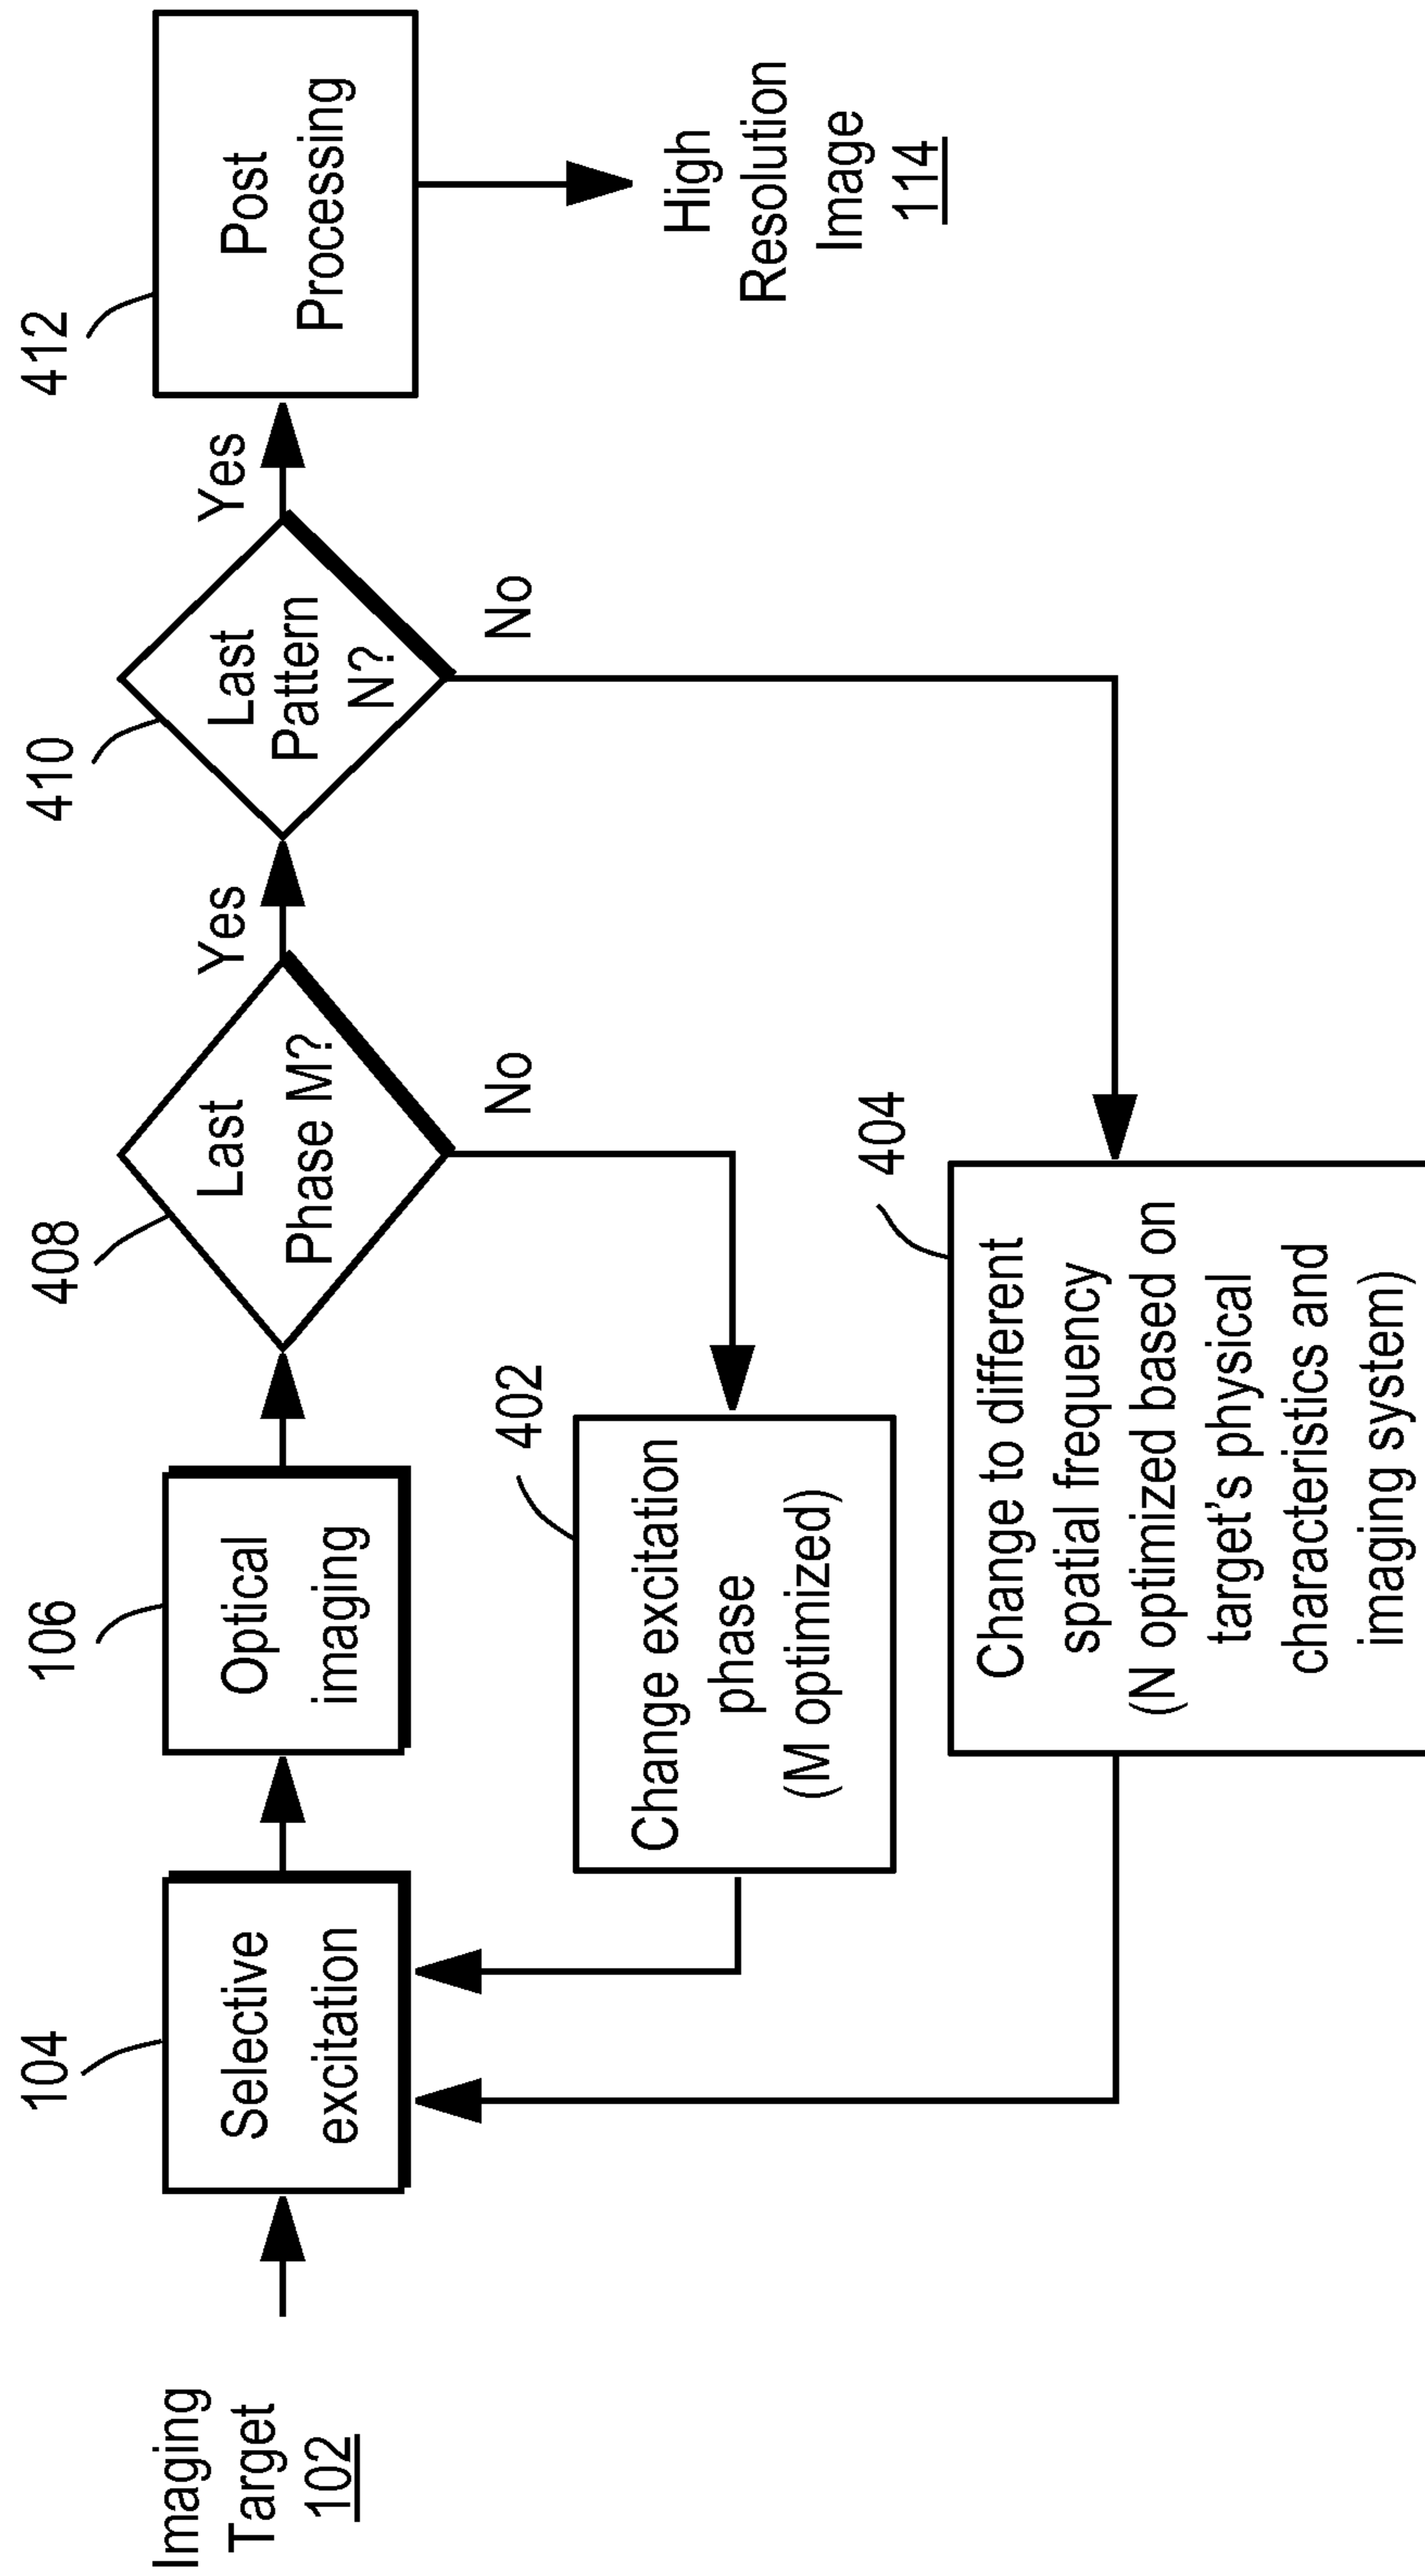 Imaging
Target
102
104
Selective
excitation
106
Optical
imaging
408
Last
Phase M?
Yes
No
410
Last
Pattern
N?
Yes
No
412
Post
Processing
High
Resolution
Image
114
402
Change excitation
phase
(M optimized)
404
Change to different
spatial frequency
(N optimized based on
target's physical
characteristics and
imaging system)